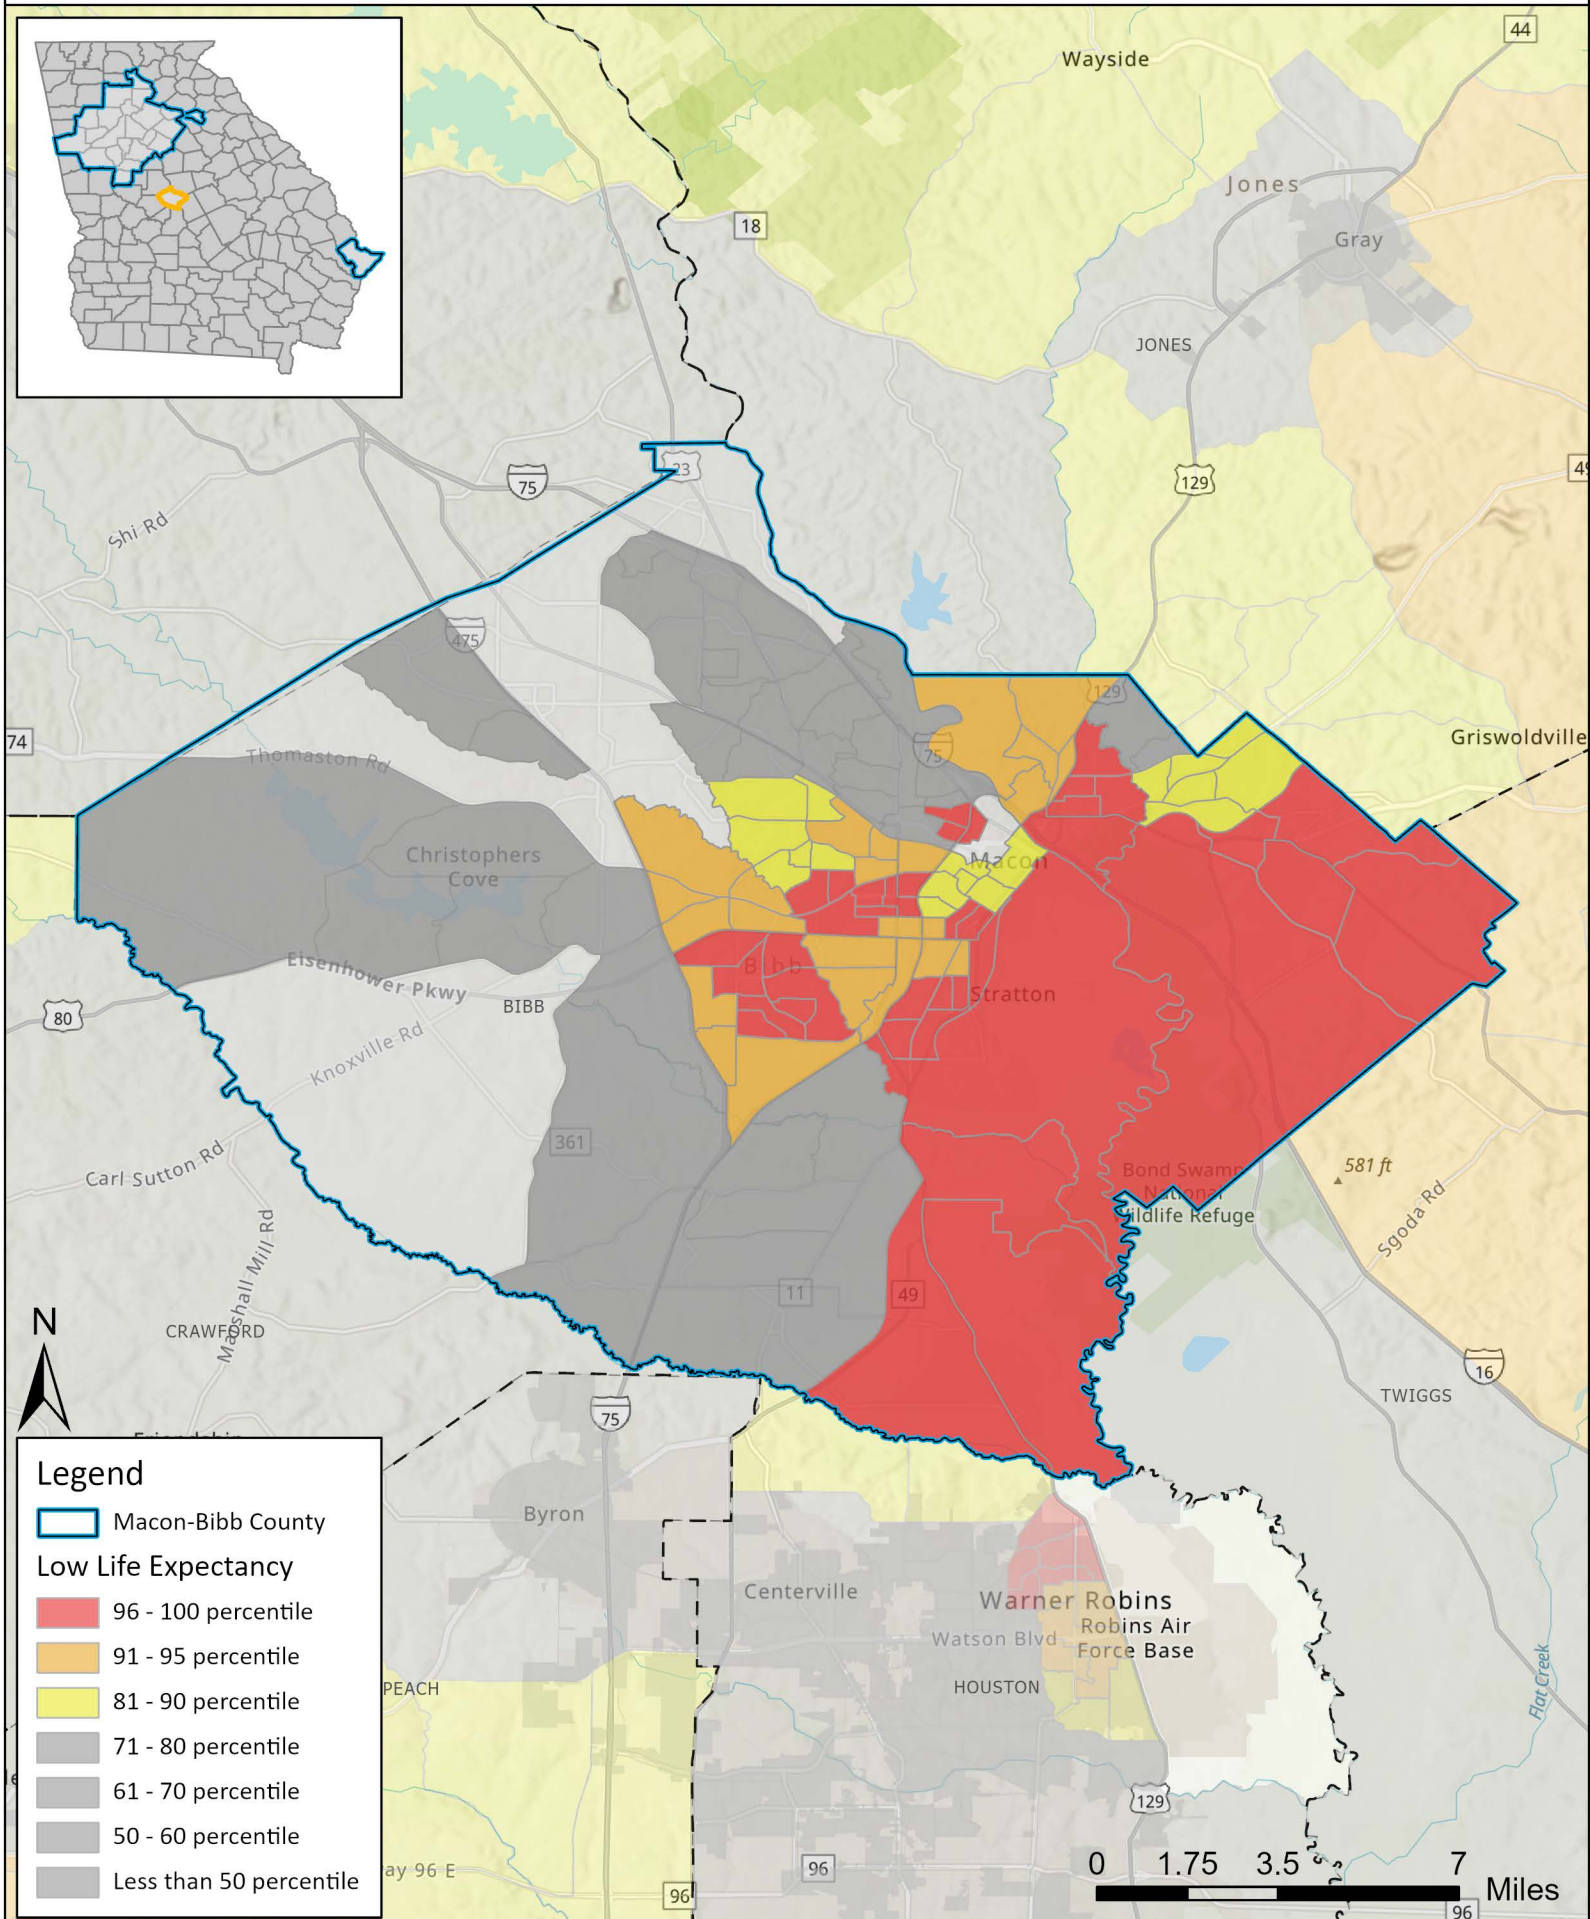 44
Wayside
Jones
18
Gray
JONES
23
75
129
49
Shi Rd
475
129
74
Thomaston Rd
75
Griswoldville
Christophers
Cove
Macon
Eisenhower Pkwy
Bibb
BIBB
Stratton
80
Knoxville Rd
361
Carl Sutton Rd
Bond Swamp
National
Wildlife Refuge
581 ft
Sgoda Rd
Marshall Mill Rd
11
49
N
CRAWFORD
16
TWIGGS
75
Legend
Macon-Bibb County
Low Life Expectancy
96 - 100 percentile
91 - 95 percentile
81 - 90 percentile
71 - 80 percentile
61 - 70 percentile
50 - 60 percentile
Less than 50 percentile
Byron
Centerville
Warner Robins
Robins Air
Force Base
Watson Blvd
HOUSTON
PEACH
Flat Creek
129
ay 96 E
96
96
0 1.75 3.5 7
Miles
96